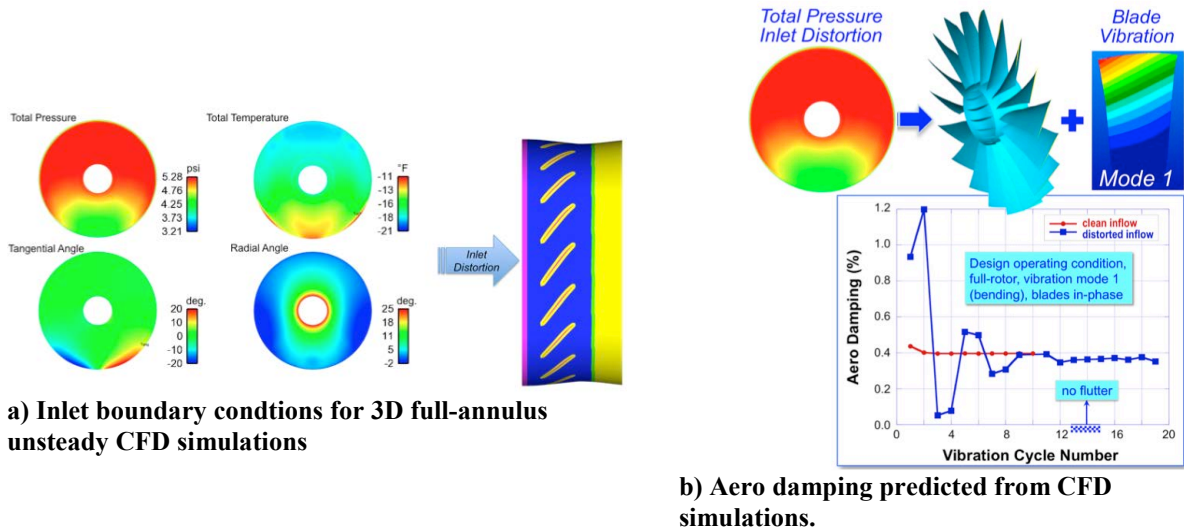 Total Pressure
Total Temperature
psi
5.28
4.76
4.25
3.73
3.21
°F
-11
-13
-16
-18
-21
Tangential Angle
Radial Angle
deg.
20
10
0
-10
-20
deg.
25
18
11
5
-2
Inlet
Distortion
a) Inlet boundary condtions for 3D full-annulus
unsteady CFD simulations
Total Pressure
Inlet Distortion
Blade
Vibration
Mode 1
1.2
1.0
0.8
0.6
0.4
0.2
0.0
Aero Damping (%)
clean inflow
distorted inflow
Design operating condition,
full-rotor, vibration mode 1
(bending), blades in-phase
no flutter
0 4 8 12 16 20
Vibration Cycle Number
b) Aero damping predicted from CFD
simulations.